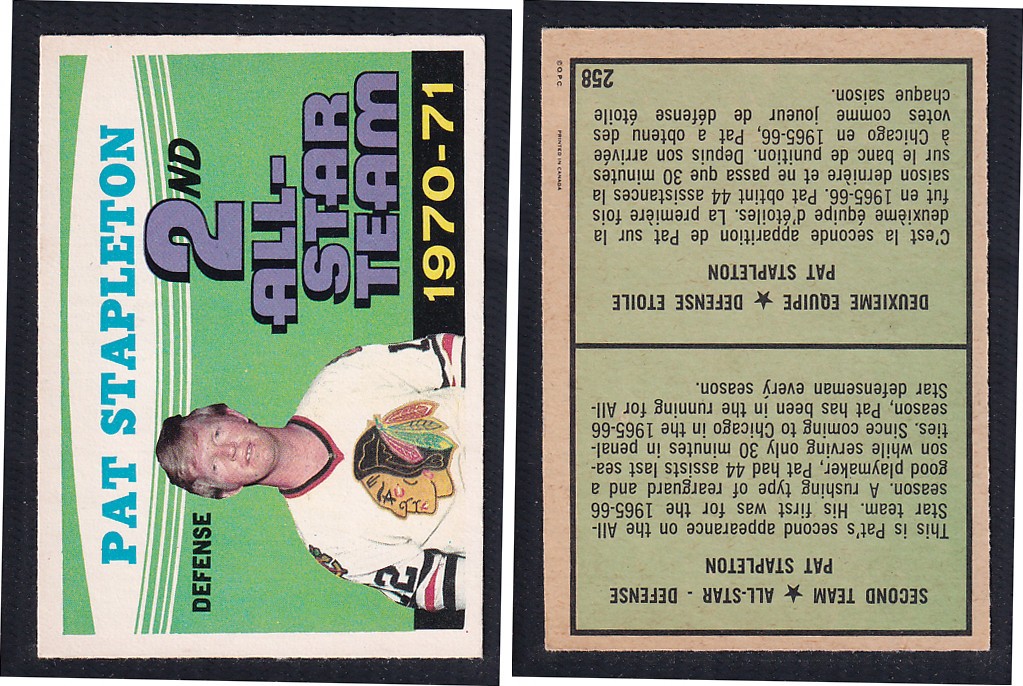 PAT STAPLETON
2ND
ALL-
STAR
TEAM
1970-71
DEFENSE
12
SECOND TEAM ★ ALL-STAR - DEFENSE
PAT STAPLETON
This is Pat's second appearance on the All-
Star team. His first was for the 1965-66
season. A rushing type of rearguard and a
good playmaker, Pat had 44 assists last sea-
son while serving only 30 minutes in penal-
ties. Since coming to Chicago in the 1965-66
season, Pat has been in the running for All-
Star defenseman every season.
DEUXIEME EQUIPE ★ DEFENSE ETOILE
PAT STAPLETON
C'est la seconde apparition de Pat sur la
deuxième équipe d'étoiles. La première fois
fut en 1965-66. Pat obtint 44 assistances la
saison dernière et ne passa que 30 minutes
sur le banc de punition. Depuis son arrivée
à Chicago en 1965-66, Pat, a obtenu des
votes comme joueur de défense étoile
chaque saison.
258
© O.P.C.
PRINTED IN CANADA